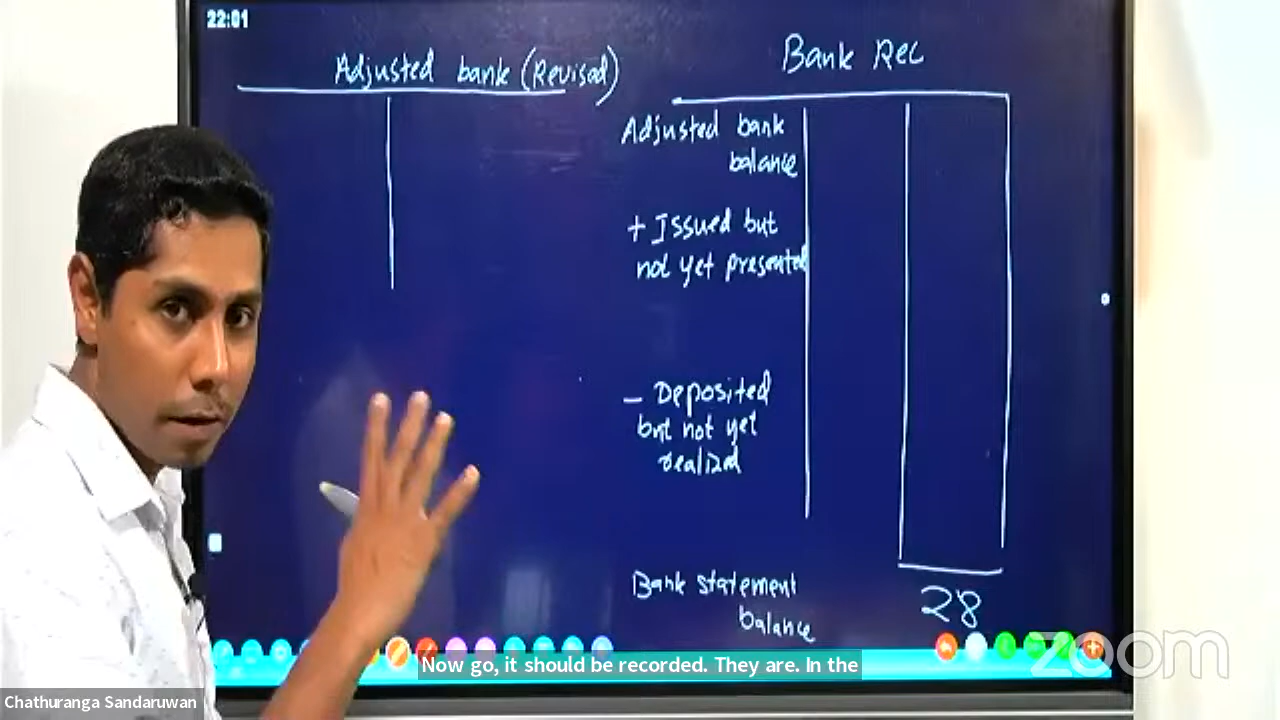 22:01
Adjusted bank (Revised)
Bank Rec
Adjusted bank
balance
+ Issued but
not yet presented
- Deposited
but not yet
realized
Bank statement
balance
28
zoom
Now go, it should be recorded. They are. In the
Chathuranga Sandaruwan